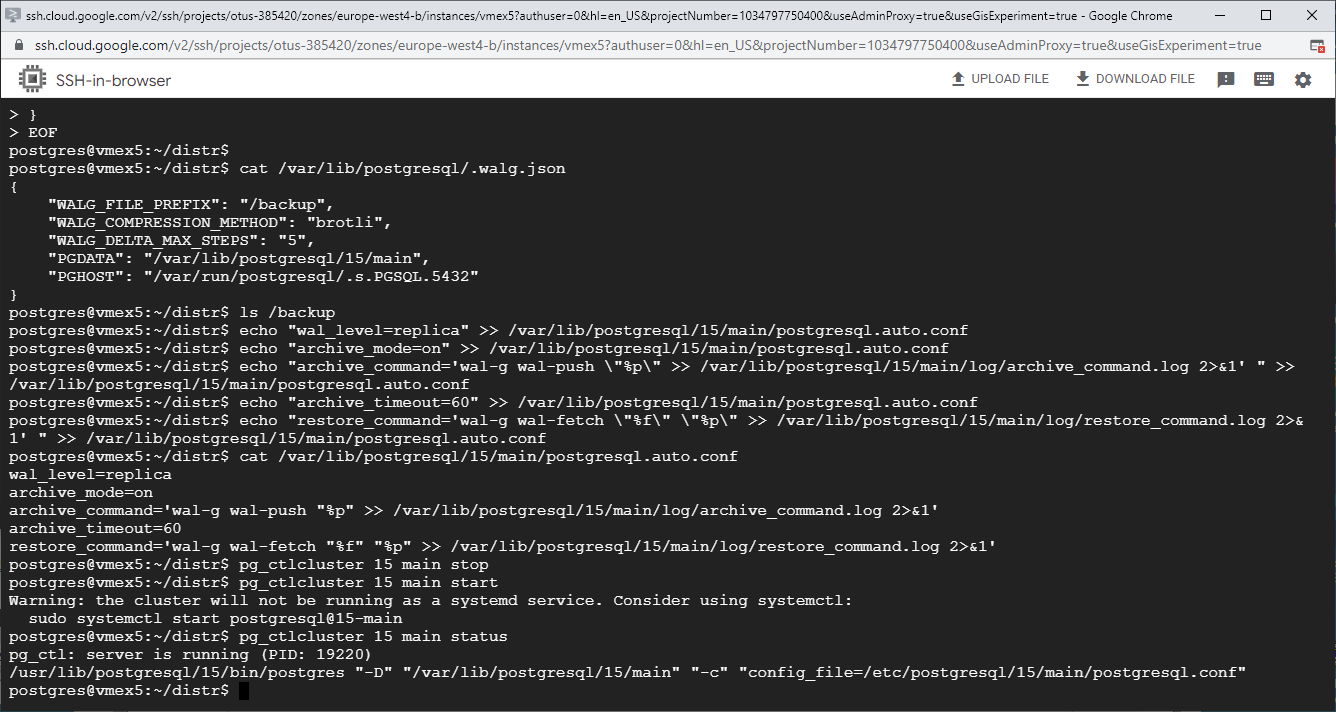 ssh.cloud.google.com/v2/ssh/projects/otus-385420/zones/europe-west4-b/instances/vmex5?authuser=0&hl=en_US&projectNumber=1034797750400&useAdminProxy=true&useGisExperiment=true - Google Chrome
ssh.cloud.google.com/v2/ssh/projects/otus-385420/zones/europe-west4-b/instances/vmex5?authuser=0&hl=en_US&projectNumber=1034797750400&useAdminProxy=true&useGisExperiment=true
SSH-in-browser UPLOAD FILE DOWNLOAD FILE
> }
> EOF
postgres@vmex5:~/distr$
postgres@vmex5:~/distr$ cat /var/lib/postgresql/.walg.json
{
    "WALG_FILE_PREFIX": "/backup",
    "WALG_COMPRESSION_METHOD": "brotli",
    "WALG_DELTA_MAX_STEPS": "5",
    "PGDATA": "/var/lib/postgresql/15/main",
    "PGHOST": "/var/run/postgresql/.s.PGSQL.5432"
}
postgres@vmex5:~/distr$ ls /backup
postgres@vmex5:~/distr$ echo "wal_level=replica" >> /var/lib/postgresql/15/main/postgresql.auto.conf
postgres@vmex5:~/distr$ echo "archive_mode=on" >> /var/lib/postgresql/15/main/postgresql.auto.conf
postgres@vmex5:~/distr$ echo "archive_command='wal-g wal-push \"%p\" >> /var/lib/postgresql/15/main/log/archive_command.log 2>&1' " >>
/var/lib/postgresql/15/main/postgresql.auto.conf
postgres@vmex5:~/distr$ echo "archive_timeout=60" >> /var/lib/postgresql/15/main/postgresql.auto.conf
postgres@vmex5:~/distr$ echo "restore_command='wal-g wal-fetch \"%f\" \"%p\" >> /var/lib/postgresql/15/main/log/restore_command.log 2>&
1' " >> /var/lib/postgresql/15/main/postgresql.auto.conf
postgres@vmex5:~/distr$ cat /var/lib/postgresql/15/main/postgresql.auto.conf
wal_level=replica
archive_mode=on
archive_command='wal-g wal-push "%p" >> /var/lib/postgresql/15/main/log/archive_command.log 2>&1'
archive_timeout=60
restore_command='wal-g wal-fetch "%f" "%p" >> /var/lib/postgresql/15/main/log/restore_command.log 2>&1'
postgres@vmex5:~/distr$ pg_ctlcluster 15 main stop
postgres@vmex5:~/distr$ pg_ctlcluster 15 main start
Warning: the cluster will not be running as a systemd service. Consider using systemctl:
  sudo systemctl start postgresql@15-main
postgres@vmex5:~/distr$ pg_ctlcluster 15 main status
pg_ctl: server is running (PID: 19220)
/usr/lib/postgresql/15/bin/postgres "-D" "/var/lib/postgresql/15/main" "-c" "config_file=/etc/postgresql/15/main/postgresql.conf"
postgres@vmex5:~/distr$